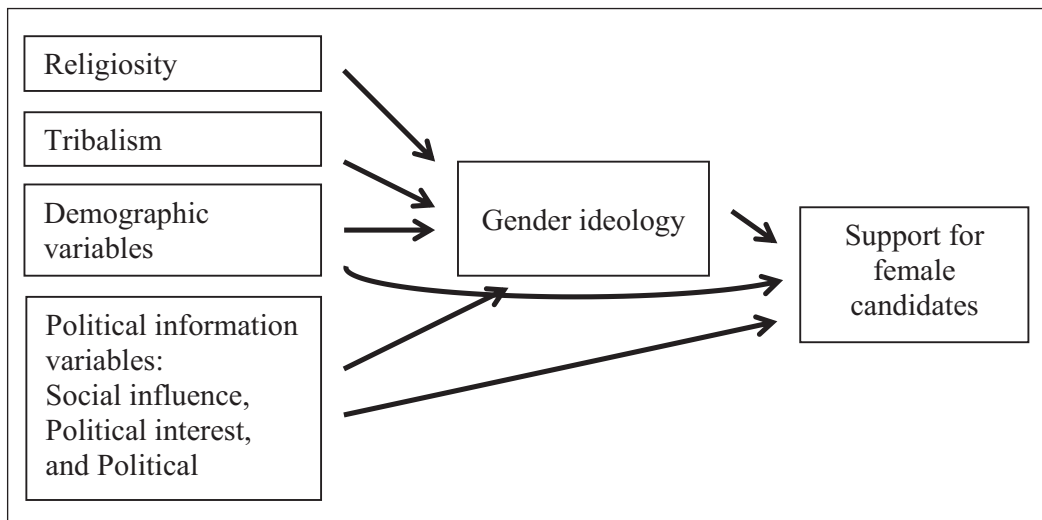 Religiosity
Tribalism
Demographic
variables
Political information
variables:
Social influence,
Political interest,
and Political
Gender ideology
Support for
female
candidates